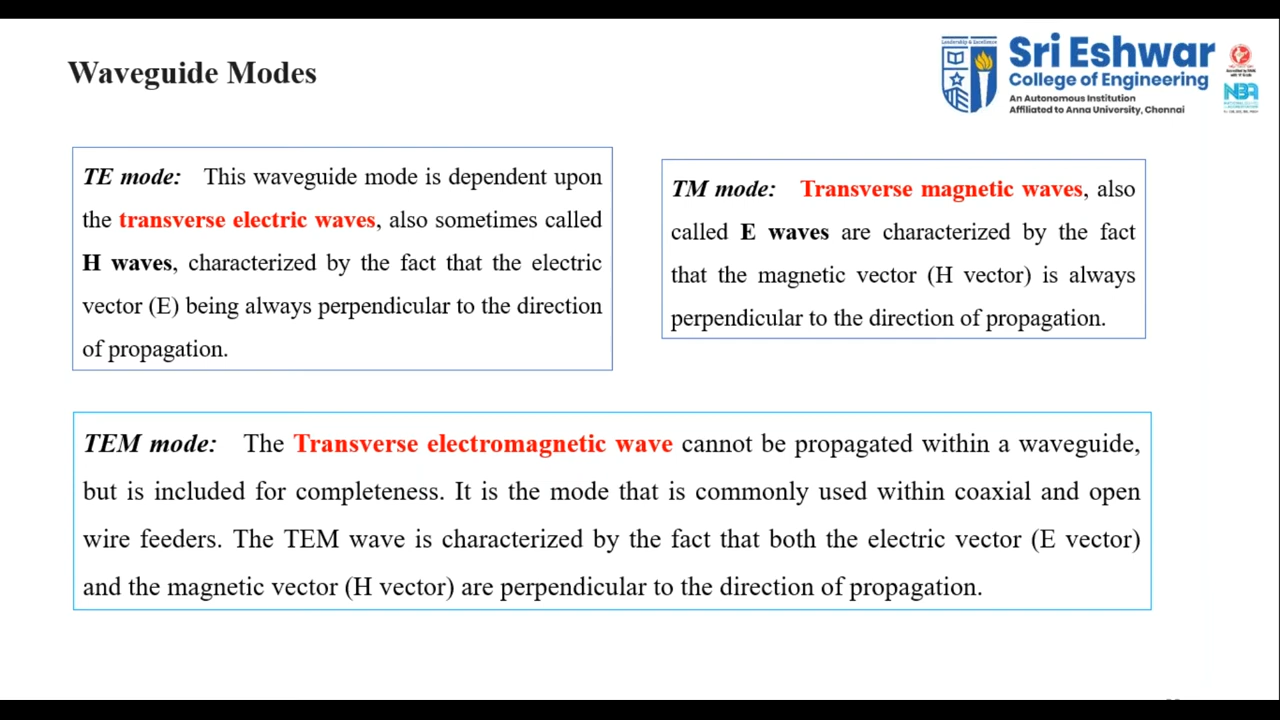 Waveguide Modes
Leadership & Excellence
Sri Eshwar
College of Engineering
An Autonomous Institution
Affiliated to Anna University, Chennai
NBA
TE mode: This waveguide mode is dependent upon
the transverse electric waves, also sometimes called
H waves, characterized by the fact that the electric
vector (E) being always perpendicular to the direction
of propagation.
TM mode: Transverse magnetic waves, also
called E waves are characterized by the fact
that the magnetic vector (H vector) is always
perpendicular to the direction of propagation.
TEM mode: The Transverse electromagnetic wave cannot be propagated within a waveguide,
but is included for completeness. It is the mode that is commonly used within coaxial and open
wire feeders. The TEM wave is characterized by the fact that both the electric vector (E vector)
and the magnetic vector (H vector) are perpendicular to the direction of propagation.